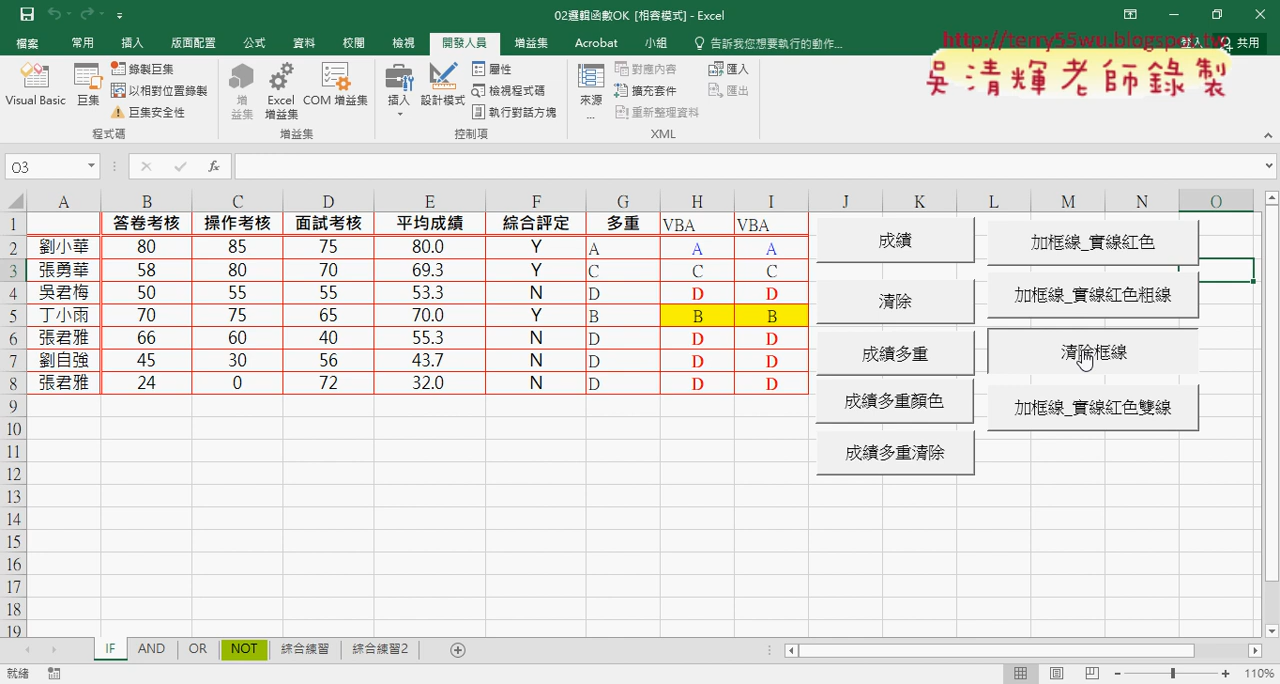 02邏輯函數OK [相容模式] - Excel
檔案 常用 插入 版面配置 公式 資料 校閱 檢視 開發人員 增益集 Acrobat 小組 告訴我您想要執行的動作... 登入 共用
http://terry55wu.blogspot.tw
吳清輝老師錄製
Visual Basic 巨集 錄製巨集 以相對位置錄製 巨集安全性 程式碼
增益集 Excel 增益集 COM 增益集 增益集
插入 設計模式 屬性 檢視程式碼 執行對話方塊 控制項
來源 ... 對應內容 擴充套件 重新整理資料 匯入 匯出 XML
O3 fx
A B C D E F G H I J K L M N O
1 答卷考核 操作考核 面試考核 平均成績 綜合評定 多重 VBA VBA
2 劉小華 80 85 75 80.0 Y A A A
3 張勇華 58 80 70 69.3 Y C C C
4 吳君梅 50 55 55 53.3 N D D D
5 丁小雨 70 75 65 70.0 Y B B B
6 張君雅 66 60 40 55.3 N D D D
7 劉自強 45 30 56 43.7 N D D D
8 張君雅 24 0 72 32.0 N D D D
9
10
11
12
13
14
15
16
17
18
19
成績 加框線_實線紅色
清除 加框線_實線紅色粗線
成績多重 清除框線
成績多重顏色 加框線_實線紅色雙線
成績多重清除
IF AND OR NOT 綜合練習 綜合練習2
就緒 110%